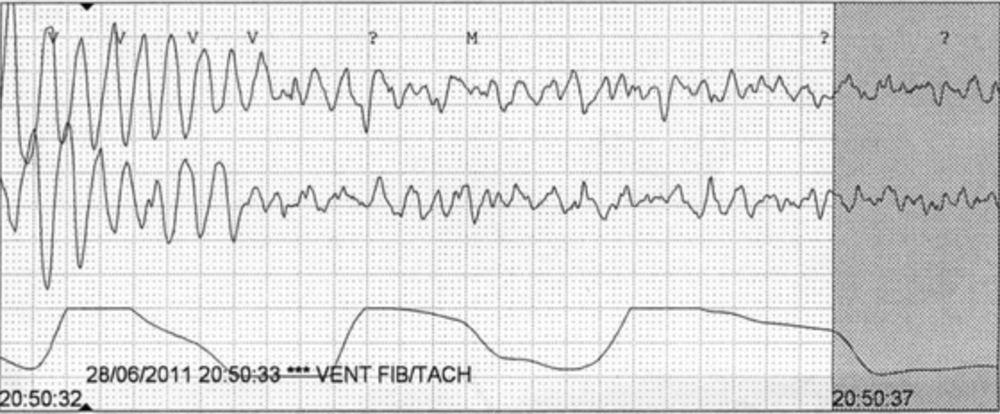 V V V V ? M ? ?
28/06/2011 20:50:33 *** VENT FIB/TACH
20:50:32 20:50:37